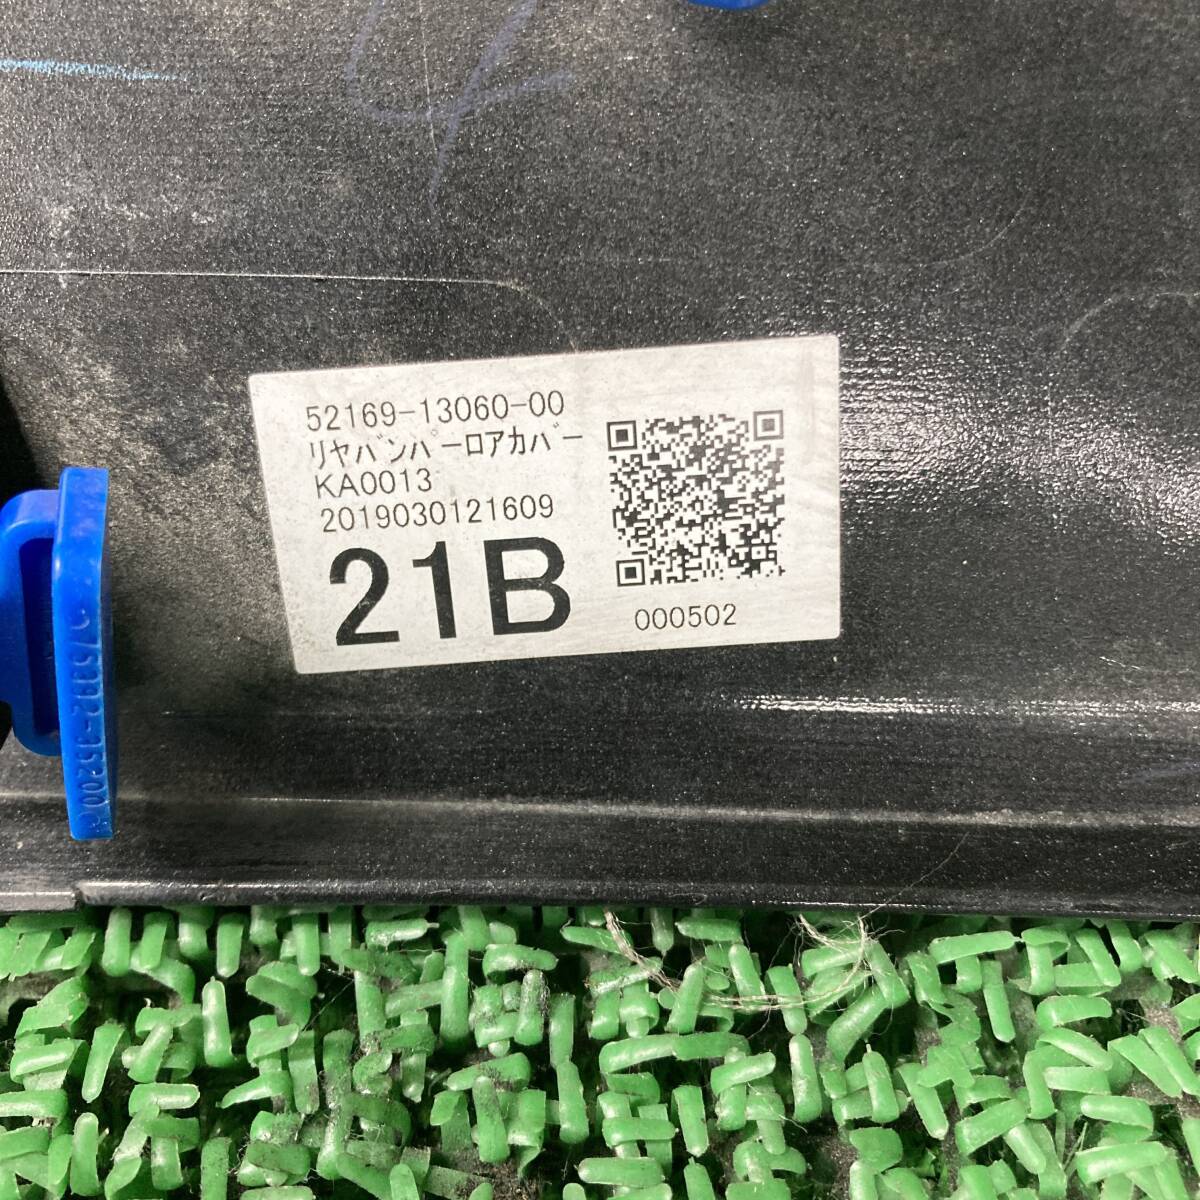 52169-13060-00
ﾘﾔﾊﾞﾝﾊﾟｰﾛｱｶﾊﾞｰ
KA0013
2019030121609
21B
000502